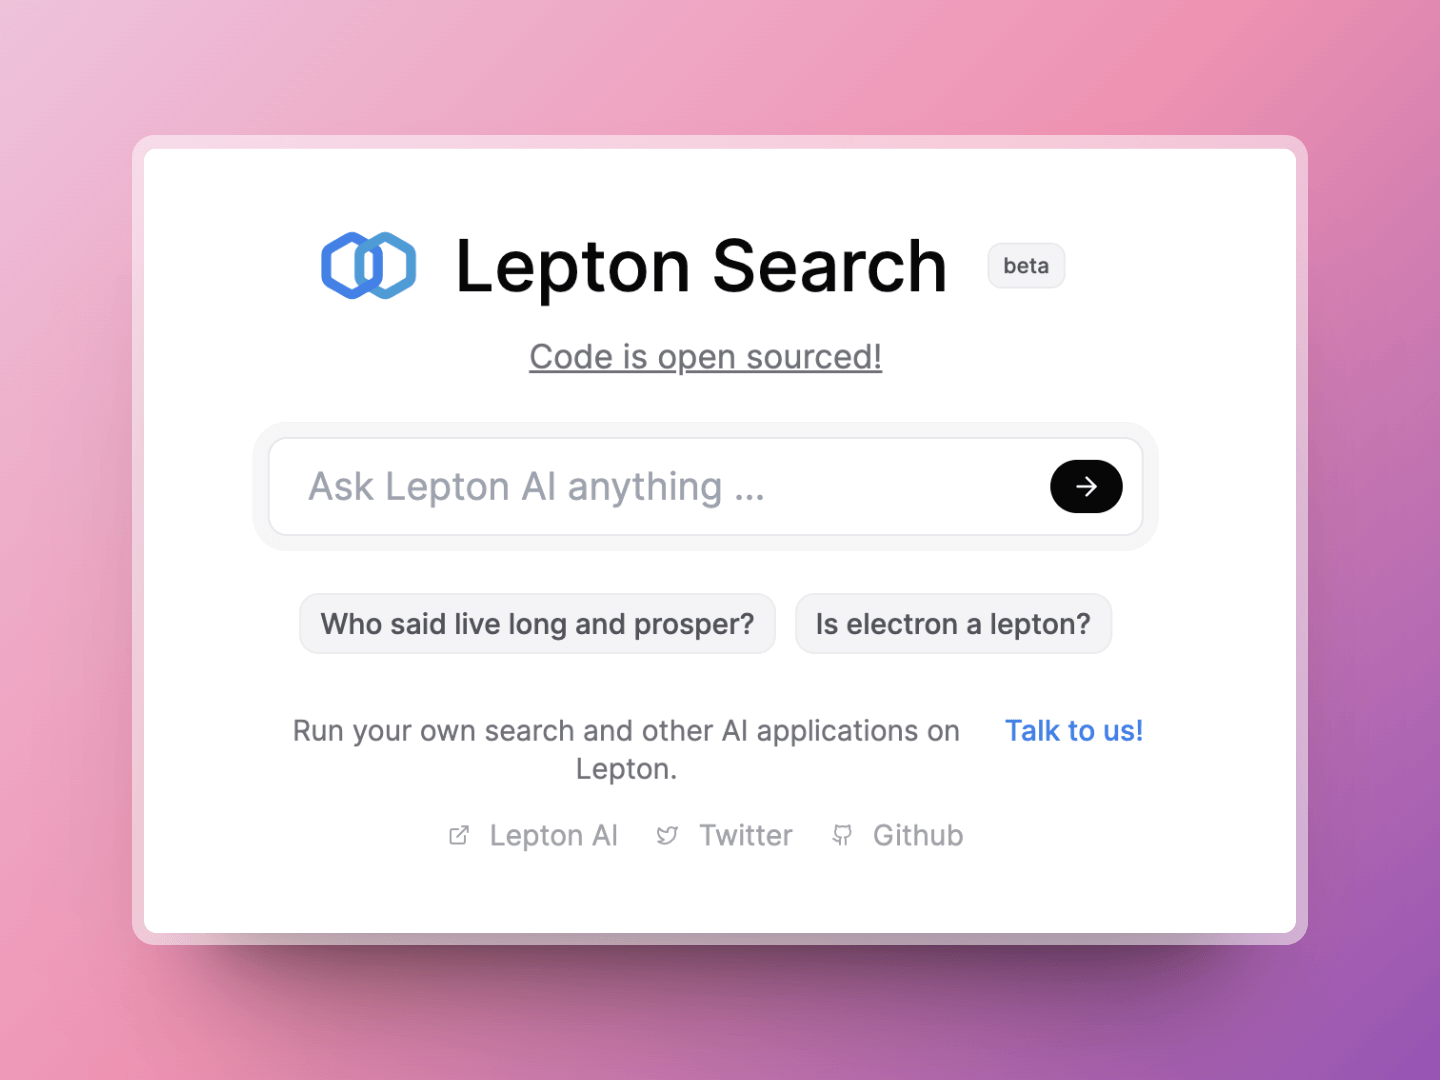 Lepton Search beta
Code is open sourced!
Ask Lepton AI anything ...
Who said live long and prosper? Is electron a lepton?
Run your own search and other AI applications on Talk to us!
Lepton.
Lepton AI Twitter Github